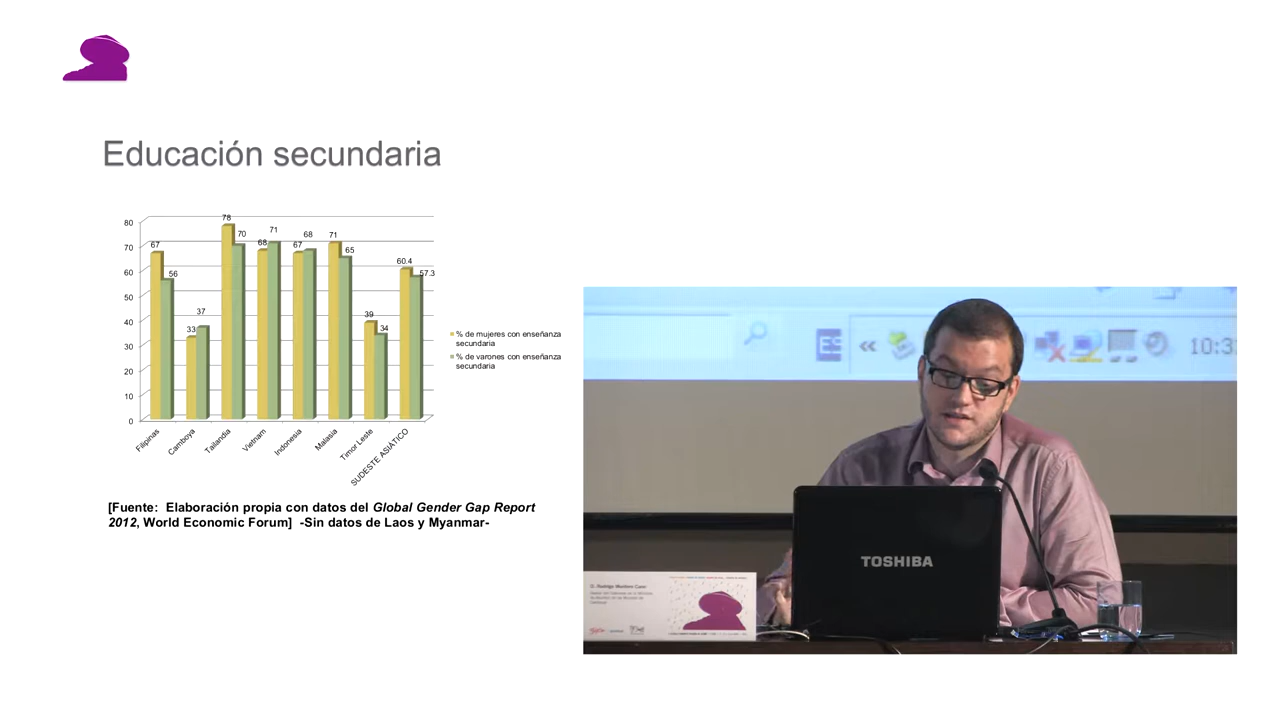 Educación secundaria
80
70
60
50
40
30
20
10
0
67
56
33
37
78
70
68
71
67
68
71
65
39
34
60.4
57.3
Filipinas
Camboya
Tailandia
Vietnam
Indonesia
Malasia
Timor Leste
SUDESTE ASIÁTICO
% de mujeres con enseñanza
secundaria
% de varones con enseñanza
secundaria
[Fuente: Elaboración propia con datos del Global Gender Gap Report
2012, World Economic Forum] -Sin datos de Laos y Myanmar-
ES
«
10:3
TOSHIBA